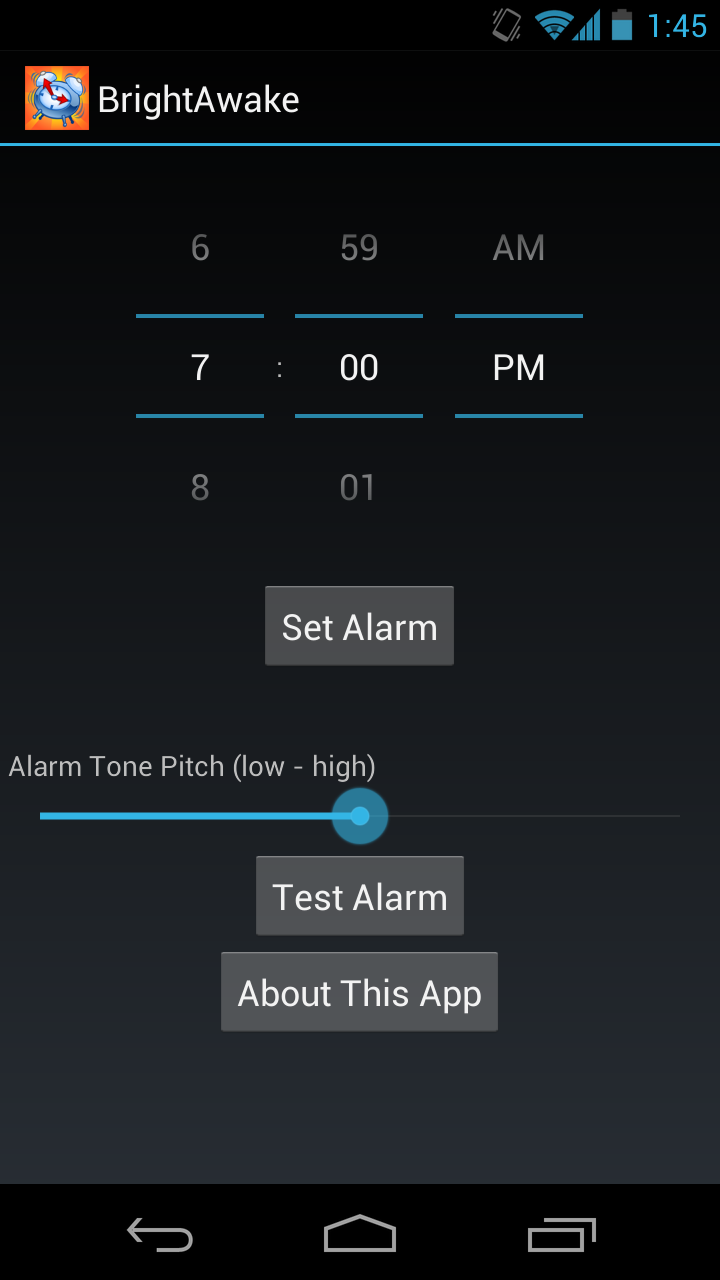 1:45
BrightAwake
6 59 AM
7 : 00 PM
8 01
Set Alarm
Alarm Tone Pitch (low - high)
Test Alarm
About This App